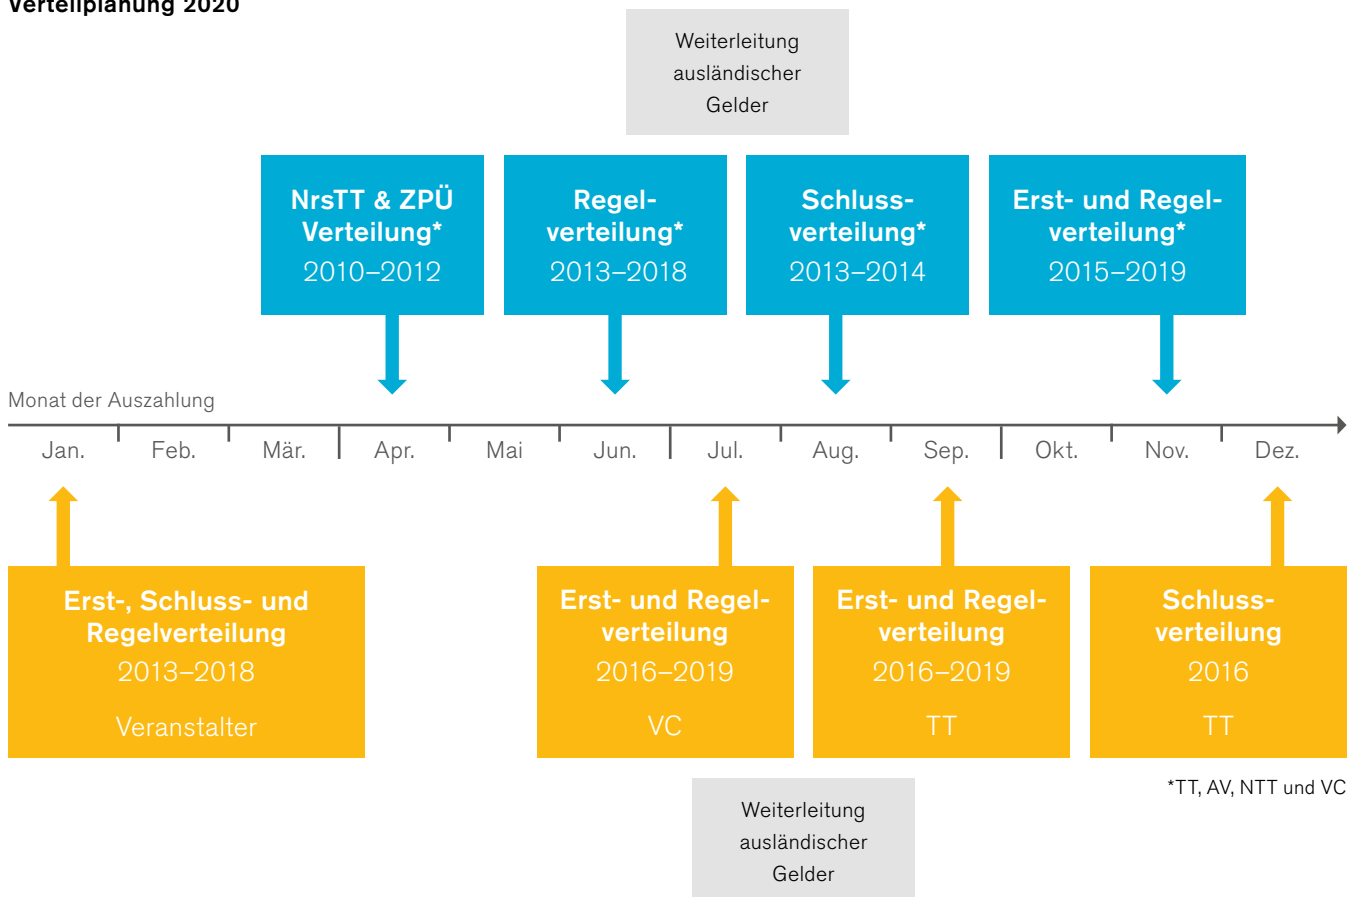 Verteilplanung 2020
Weiterleitung
ausländischer
Gelder
NrsTT & ZPÜ
Verteilung*
2010–2012
Regel-
verteilung*
2013–2018
Schluss-
verteilung*
2013–2014
Erst- und Regel-
verteilung*
2015–2019
Monat der Auszahlung
Jan.
Feb.
Mär.
Apr.
Mai
Jun.
Jul.
Aug.
Sep.
Okt.
Nov.
Dez.
Erst-, Schluss- und
Regelverteilung
2013–2018
Veranstalter
Erst- und Regel-
verteilung
2016–2019
VC
Erst- und Regel-
verteilung
2016–2019
TT
Schluss-
verteilung
2016
TT
*TT, AV, NTT und VC
Weiterleitung
ausländischer
Gelder